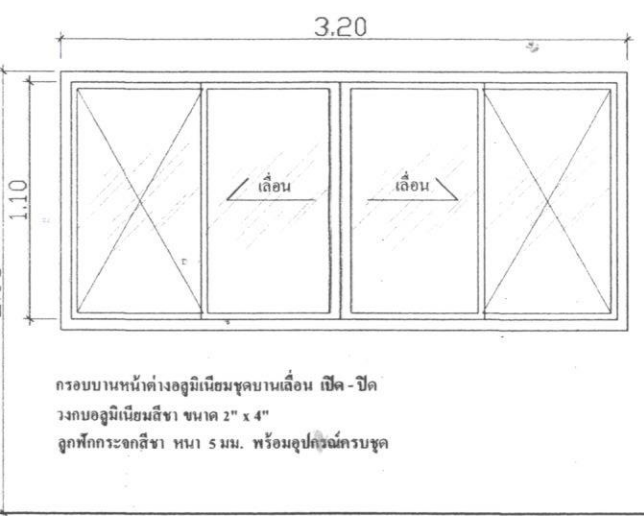 3.20
1.10
เลื่อน
เลื่อน
กรอบบานหน้าต่างอลูมิเนียมชุดบานเลื่อน เปิด - ปิด
วงกบอลูมิเนียมสีชา ขนาด 2" x 4"
ลูกฟักกระจกสีชา หนา 5 มม. พร้อมอุปกรณ์ครบชุด